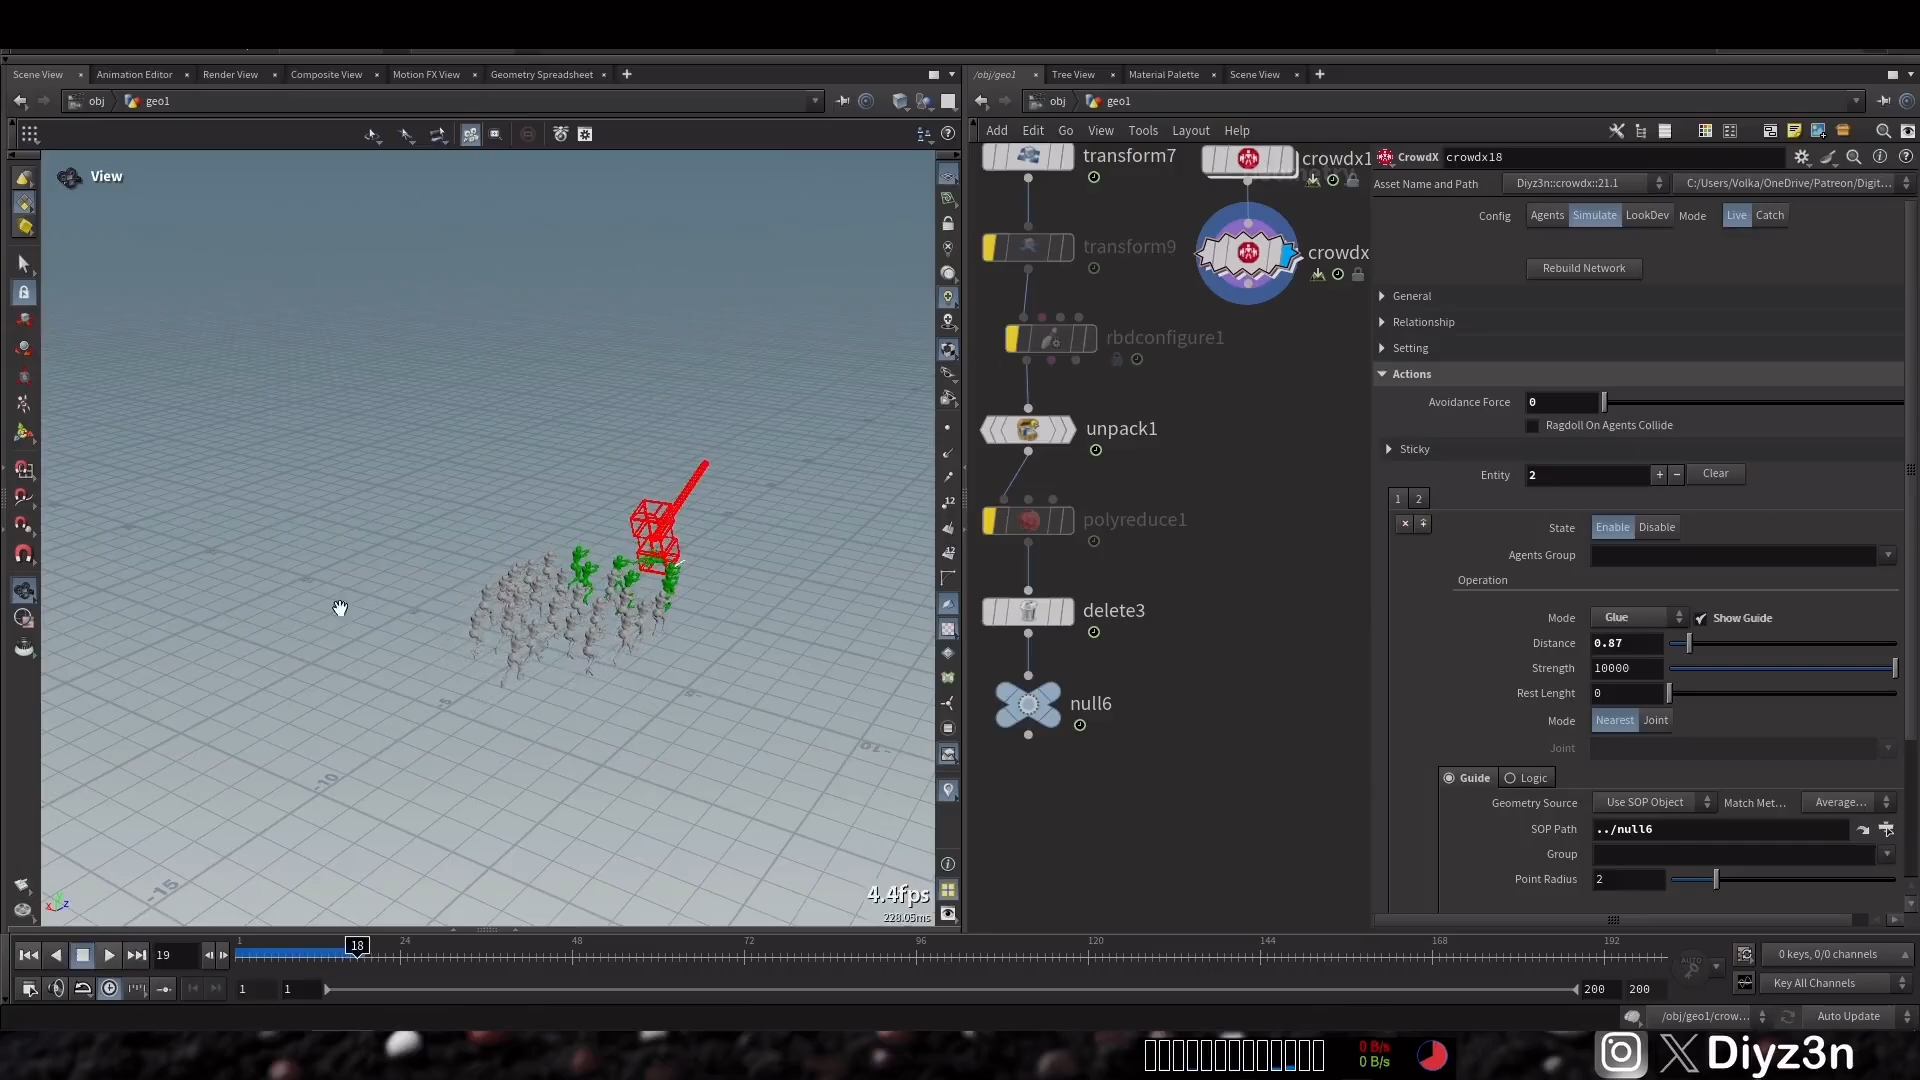 Scene View
Animation Editor
Render View
Composite View
Motion FX View
Geometry Spreadsheet
/obj/geo1
Tree View
Material Palette
Scene View
obj
geo1
obj
geo1
Add
Edit
Go
View
Tools
Layout
Help
View
transform7
transform9
rbdconfigure1
unpack1
polyreduce1
delete3
null6
crowdx1
crowdx
CrowdX
crowdx18
Asset Name and Path
Diyz3n::crowdx::21.1
C:/Users/Volka/OneDrive/Patreon/Digit...
Config
Agents
Simulate
LookDev
Mode
Live
Catch
Rebuild Network
General
Relationship
Setting
Actions
Avoidance Force
0
Ragdoll On Agents Collide
Sticky
Entity
2
+
−
Clear
1
2
State
Enable
Disable
Agents Group
Operation
Mode
Glue
Show Guide
Distance
0.87
Strength
10000
Rest Lenght
0
Mode
Nearest
Joint
Joint
Guide
Logic
Geometry Source
Use SOP Object
Match Met...
Average...
SOP Path
../null6
Group
Point Radius
2
12
12
-5
-5
-10
-10
-15
4.4fps
228.05ms
19
1
18
24
48
72
96
120
144
168
192
AUTO
0 keys, 0/0 channels
1
1
200
200
Key All Channels
/obj/geo1/crow...
Auto Update
0 B/s
0 B/s
Diyz3n